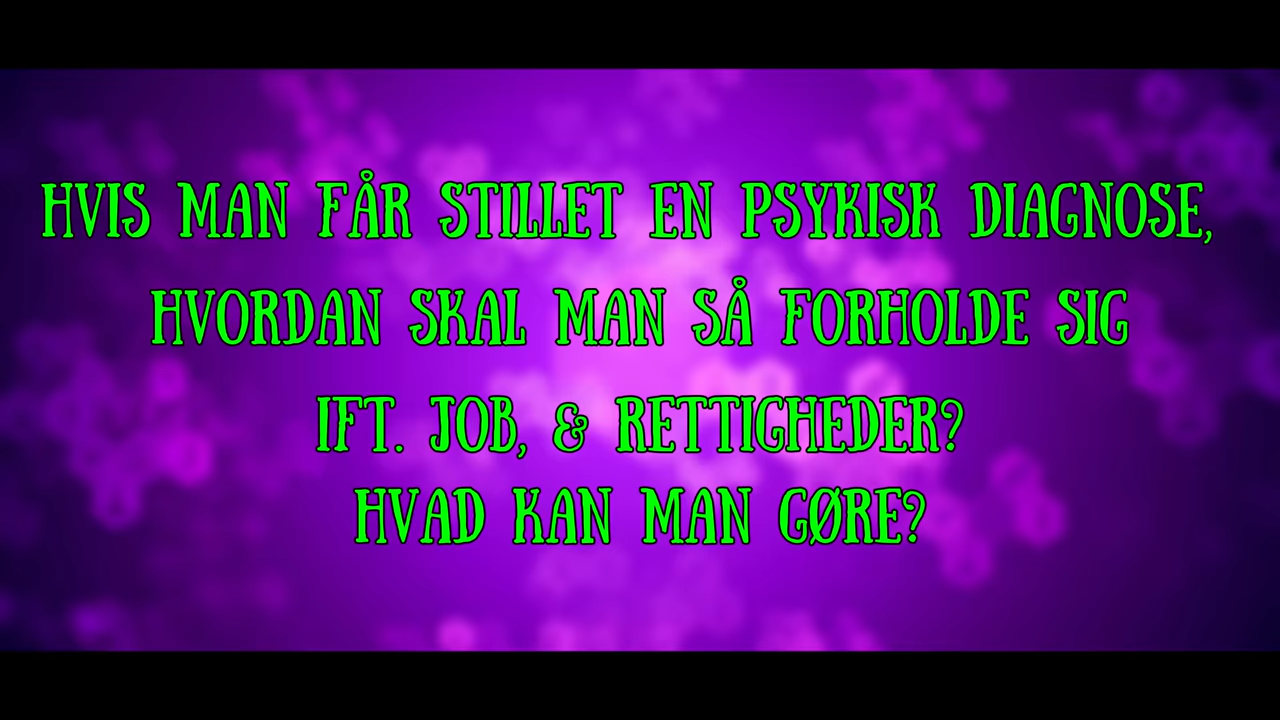 HVIS MAN FÅR STILLET EN PSYKISK DIAGNOSE,
HVORDAN SKAL MAN SÅ FORHOLDE SIG
IFT. JOB, & RETTIGHEDER?
HVAD KAN MAN GØRE?